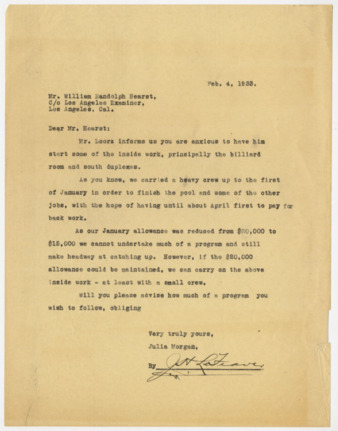 Feb. 4, 1933.
Mr. William Randolph Hearst,
C/o Los Angeles Examiner,
Los Angeles. Cal.
Dear Mr. Hearst:
Mr. Loorz informs us you are anxious to have him
start some of the inside work, principally the billiard
room and south duplexes.
As you know, we carried a heavy crew up to the first
of January in order to finish the pool and some of the other
jobs, with the hope of having until about April first to pay for
back work.
As our January allowance was reduced from $20,000 to
$15,000 we cannot undertake much of a program and still
make headway at catching up. However, if the $20,000
allowance could be maintained, we can carry on the above
inside work - at least with a small crew.
Will you please advise how much of a program you
wish to follow, obliging
Very truly yours,
Julia Morgan,
By J H LeFeaver